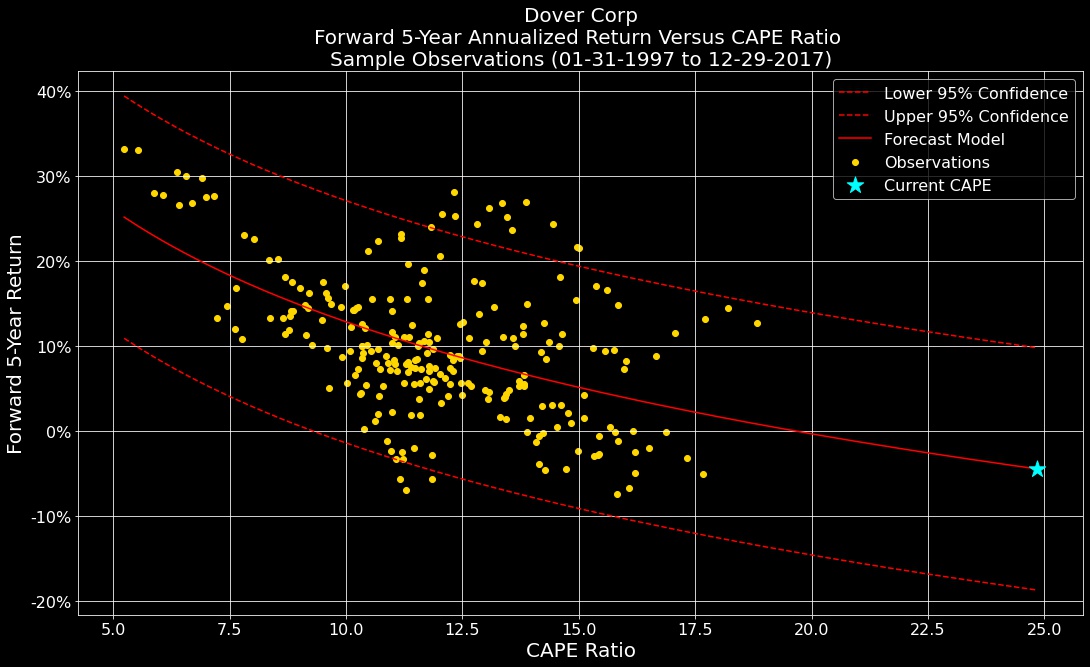 Dover Corp
Forward 5-Year Annualized Return Versus CAPE Ratio
Sample Observations (01-31-1997 to 12-29-2017)
Lower 95% Confidence
Upper 95% Confidence
Forecast Model
Observations
Current CAPE
Forward 5-Year Return
40%
30%
20%
10%
0%
-10%
-20%
5.0 7.5 10.0 12.5 15.0 17.5 20.0 22.5 25.0
CAPE Ratio